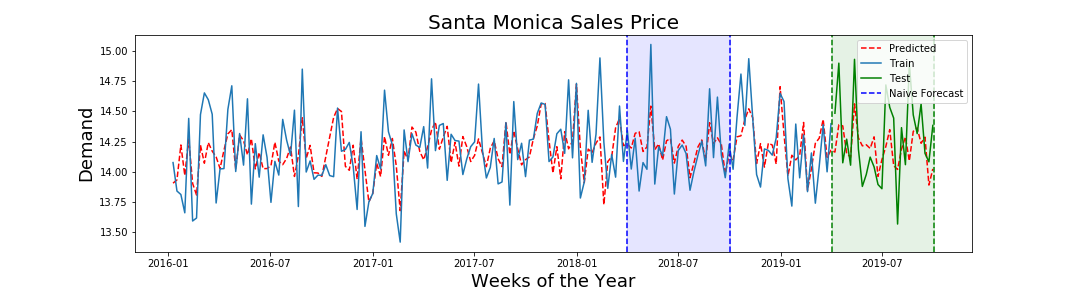 Santa Monica Sales Price
Demand
15.00
14.75
14.50
14.25
14.00
13.75
13.50
Predicted
Train
Test
Naive Forecast
2016-01 2016-07 2017-01 2017-07 2018-01 2018-07 2019-01 2019-07
Weeks of the Year